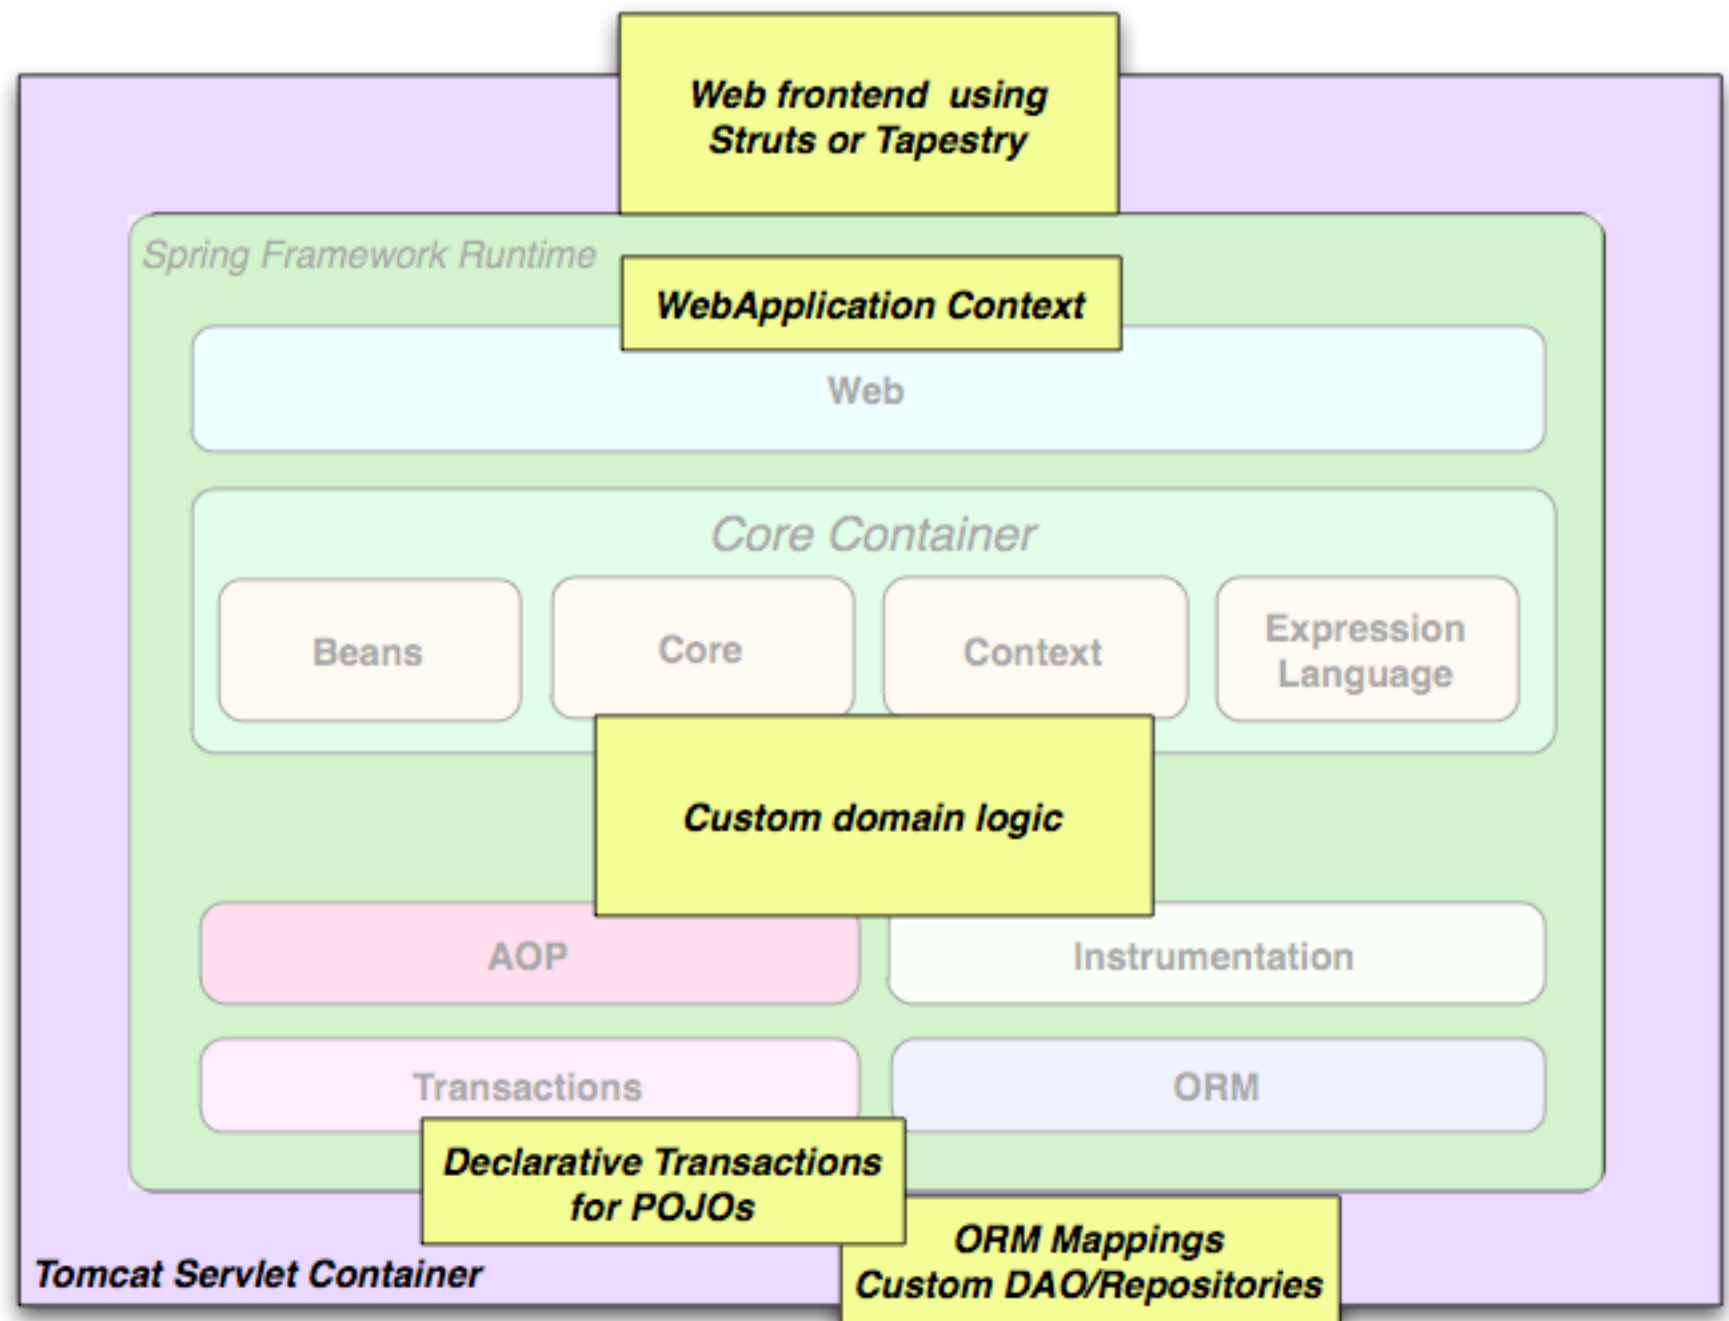 Web frontend using
Struts or Tapestry
Spring Framework Runtime
WebApplication Context
Web
Core Container
Beans
Core
Context
Expression
Language
Custom domain logic
AOP
Instrumentation
Transactions
ORM
Declarative Transactions
for POJOs
ORM Mappings
Custom DAO/Repositories
Tomcat Servlet Container